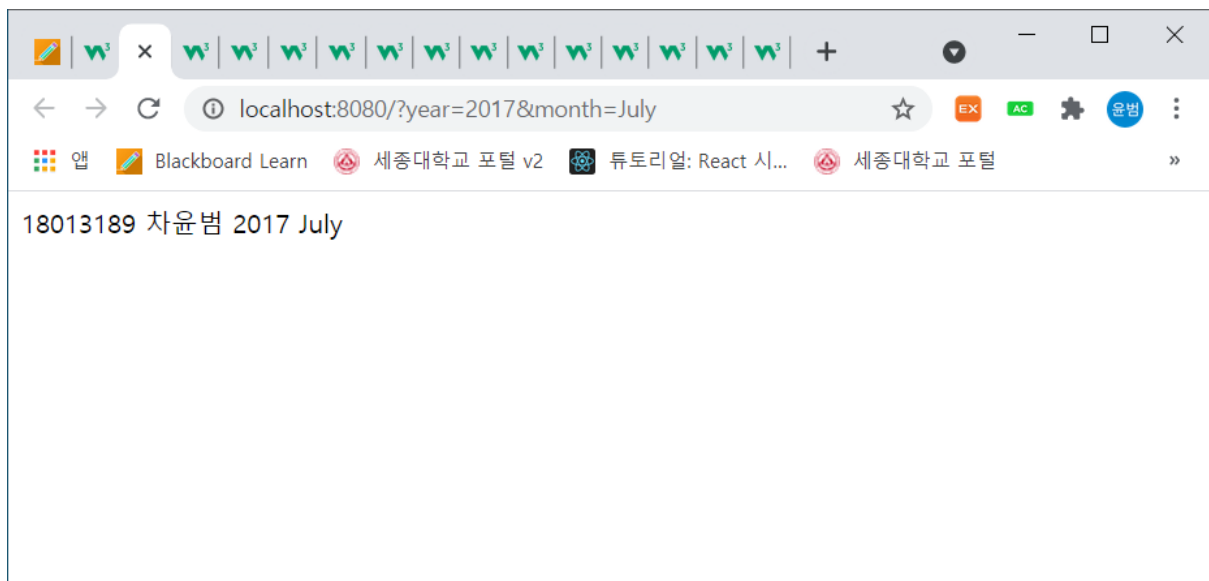 localhost:8080/?year=2017&month=July
EX
AC
윤범
앱
Blackboard Learn
세종대학교 포털 v2
튜토리얼: React 시...
세종대학교 포털
»
18013189 차윤범 2017 July